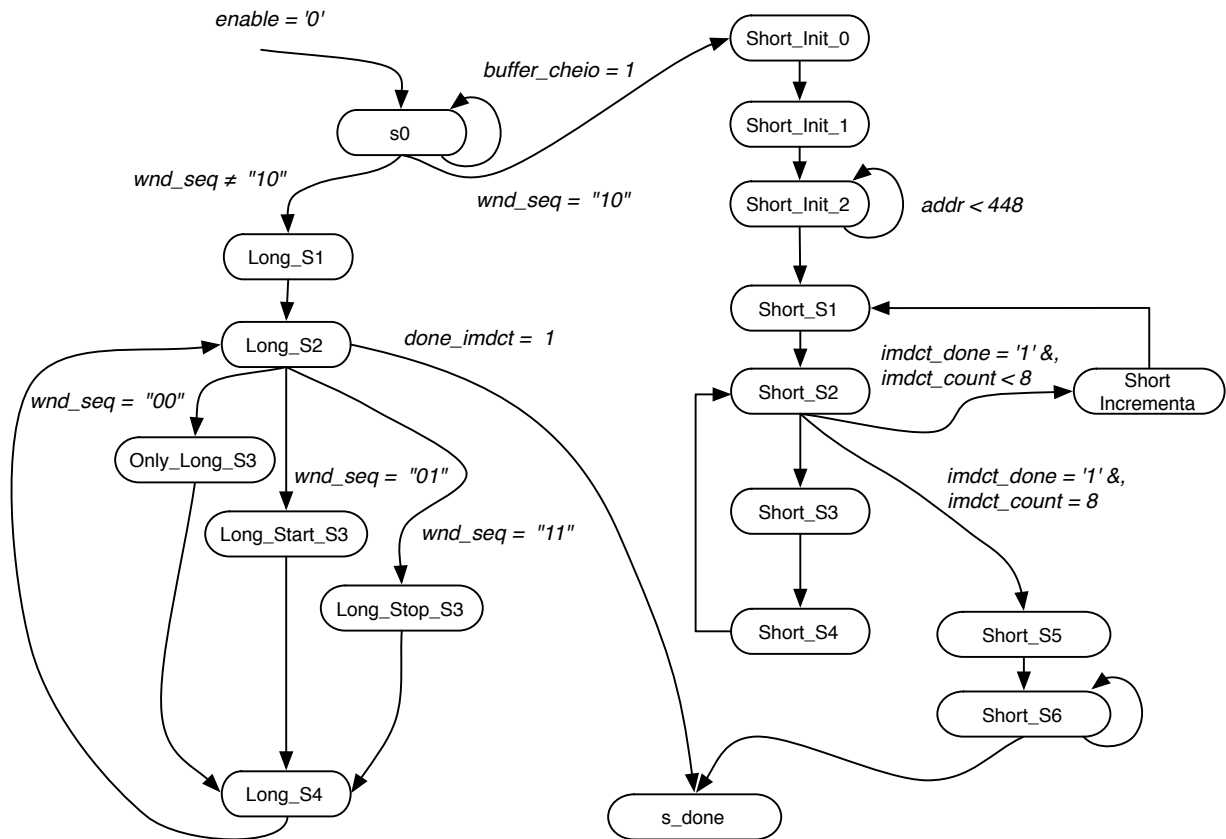 enable = '0'
Short_Init_0
buffer_cheio = 1
s0
Short_Init_1
wnd_seq ≠ "10"
wnd_seq = "10"
Short_Init_2
addr < 448
Long_S1
Short_S1
Long_S2
done_imdct = 1
imdct_done = '1' &,
imdct_count < 8
Short_S2
Short
Incrementa
wnd_seq = "00"
Only_Long_S3
wnd_seq = "01"
imdct_done = '1' &,
imdct_count = 8
Short_S3
Long_Start_S3
wnd_seq = "11"
Long_Stop_S3
Short_S4
Short_S5
Short_S6
Long_S4
s_done